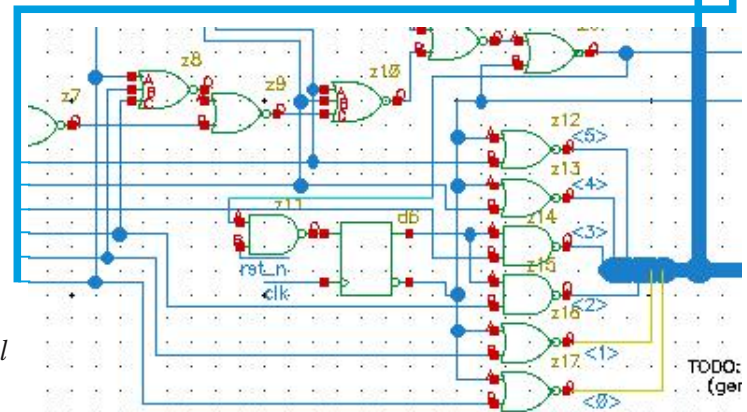 z8
z9
z10
z7
A
B
C
A
B
C
z12
<5>
z13
<4>
z11
d6
z14
<3>
z15
rst_n
clk
<2>
z16
<1>
z17
<0>
l
TODO:
(ger